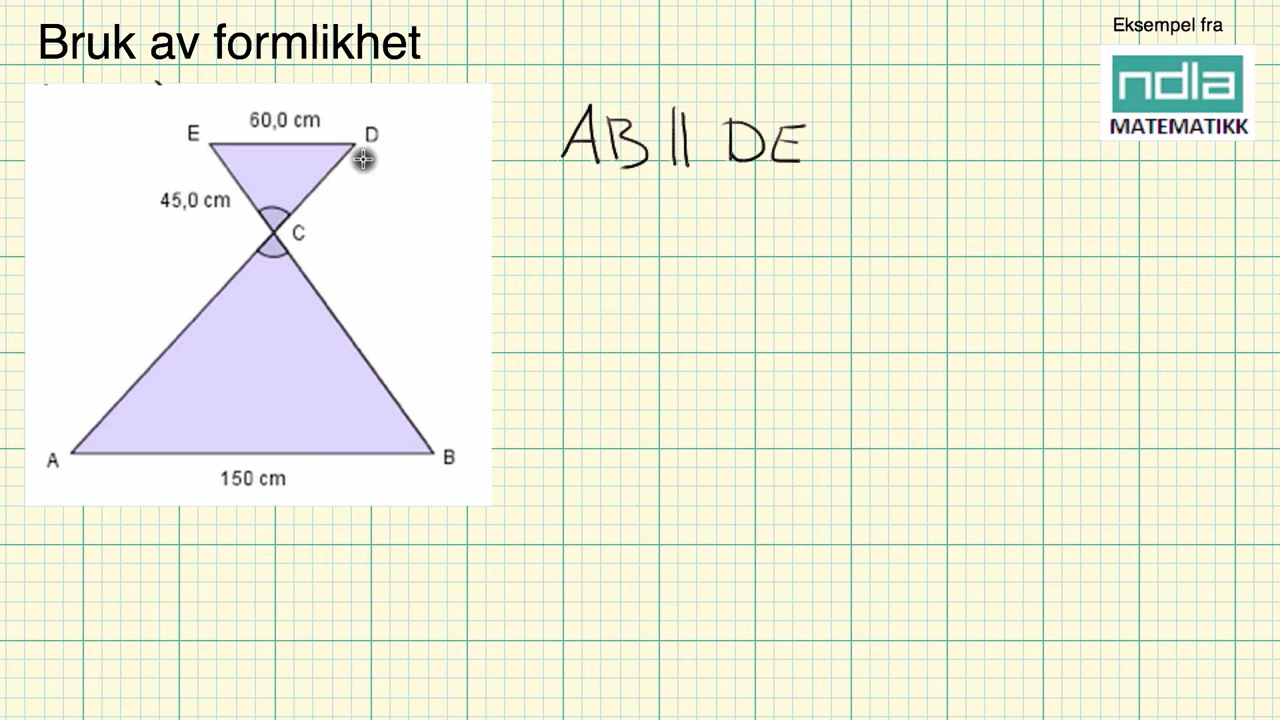 Bruk av formlikhet
Eksempel fra
ndla
MATEMATIKK
60,0 cm
E
D
45,0 cm
C
A
B
150 cm
AB || DE